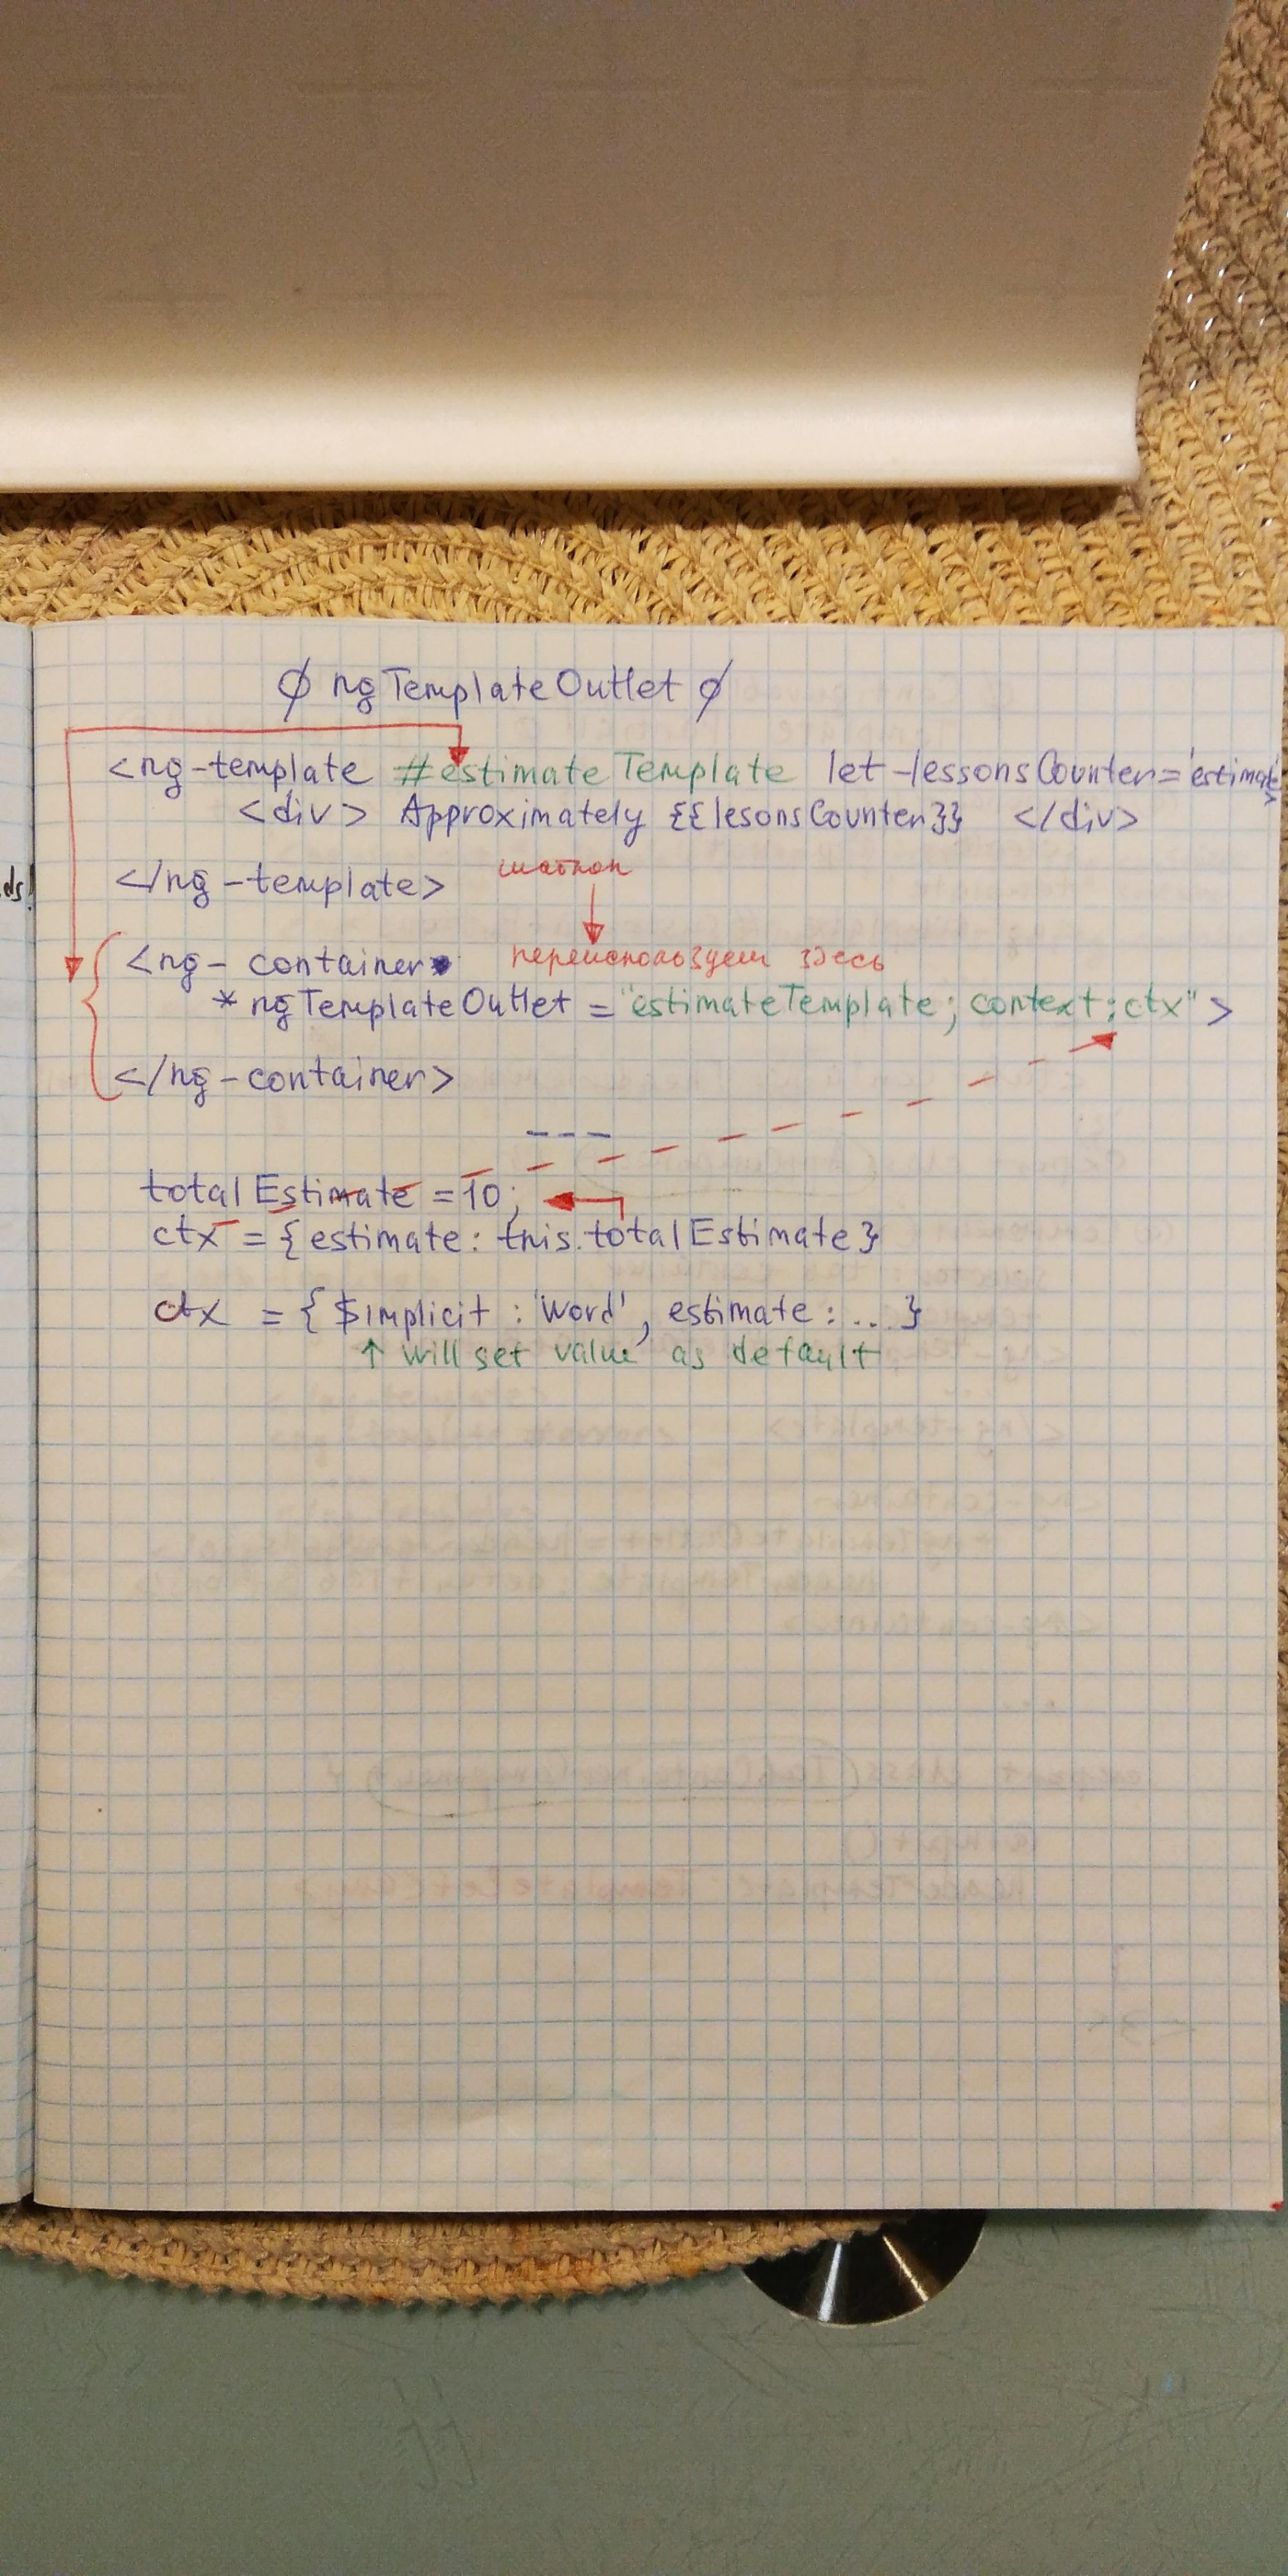 ∅ ngTemplateOutlet ∅
<ng-template #estimateTemplate let-lessonsCounter='estimate'>
<div> Approximately {{lesonsCounter}} </div>
ds!
</ng-template>
шаблон
<ng-container
переиспользуем здесь
*ngTemplateOutlet = "estimateTemplate; context: ctx" >
</ng-container>
---
totalEstimate = 10;
ctx = {estimate: this.totalEstimate}
ctx = { $implicit : 'Word', estimate: ... }
↑ will set value as default